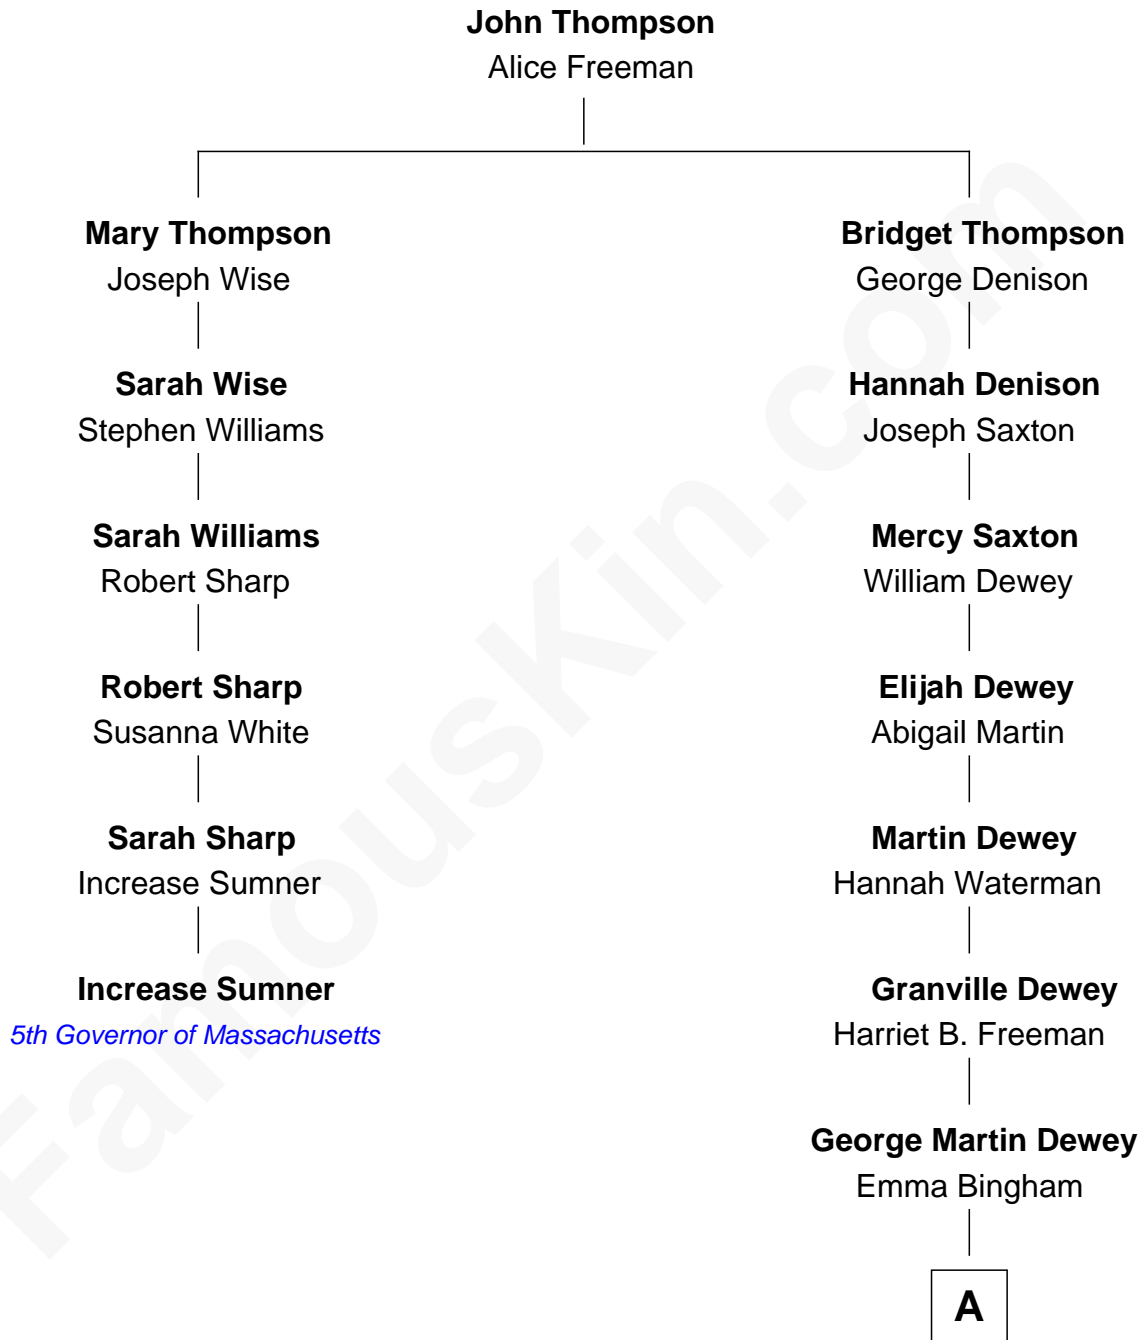 John Thompson
Alice Freeman
Mary Thompson
Joseph Wise
Bridget Thompson
George Denison
Sarah Wise
Stephen Williams
Hannah Denison
Joseph Saxton
Sarah Williams
Robert Sharp
Mercy Saxton
William Dewey
Robert Sharp
Susanna White
Elijah Dewey
Abigail Martin
Sarah Sharp
Increase Sumner
Martin Dewey
Hannah Waterman
Increase Sumner
5th Governor of Massachusetts
Granville Dewey
Harriet B. Freeman
George Martin Dewey
Emma Bingham
A
FamousKin.com